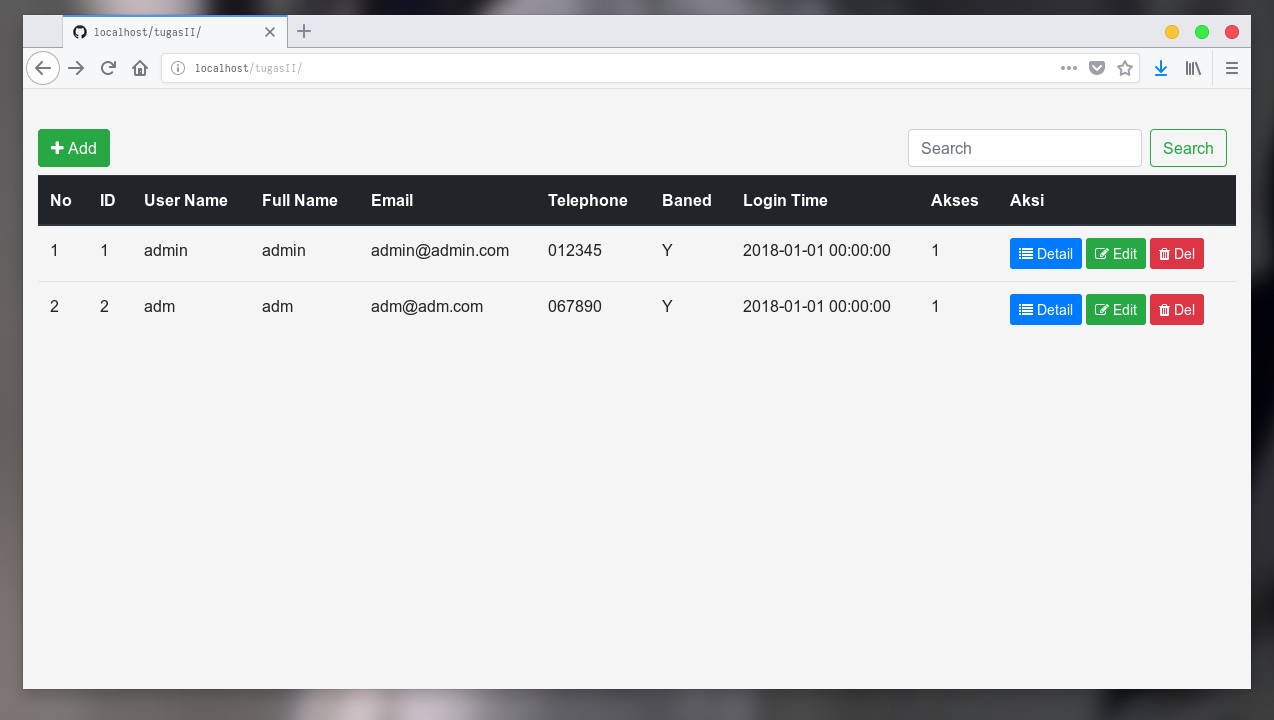 localhost/tugasII/
localhost/tugasII/
Add Search Search
No ID User Name Full Name Email Telephone Baned Login Time Akses Aksi
1 1 admin admin admin@admin.com 012345 Y 2018-01-01 00:00:00 1 Detail Edit Del
2 2 adm adm adm@adm.com 067890 Y 2018-01-01 00:00:00 1 Detail Edit Del